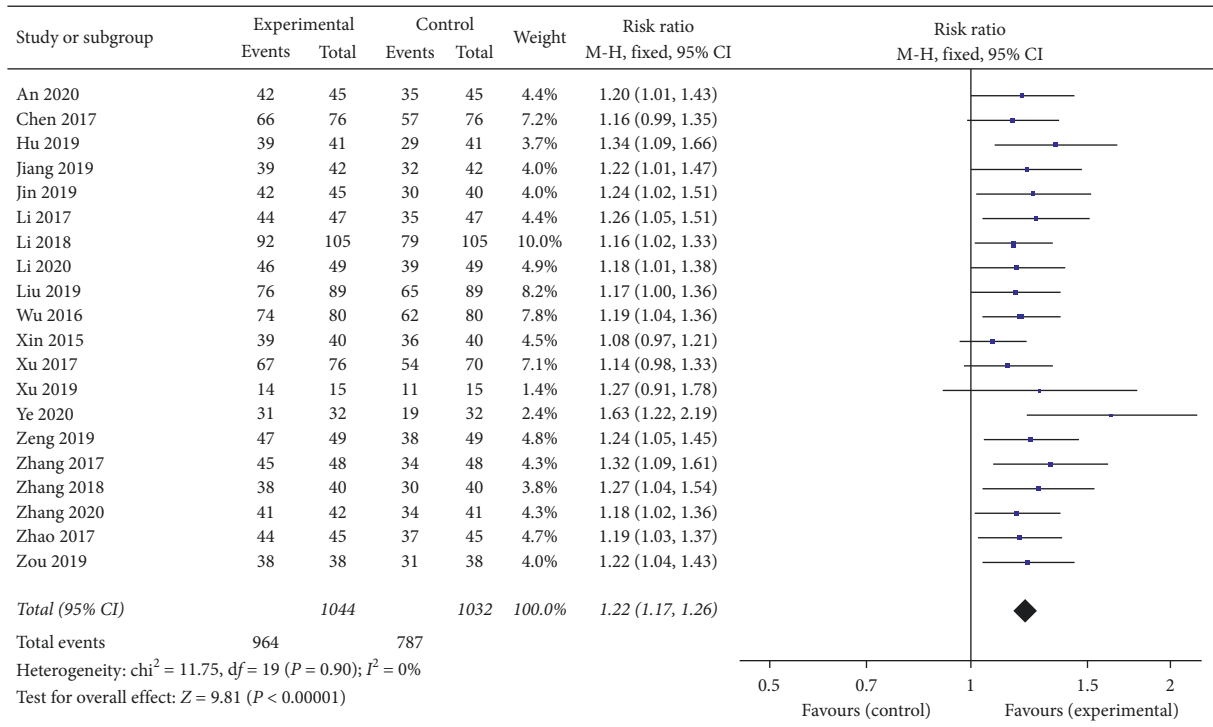 Study or subgroup Experimental Control Weight Risk ratio Risk ratio
Events Total Events Total M-H, fixed, 95% CI M-H, fixed, 95% CI
An 2020 42 45 35 45 4.4% 1.20 (1.01, 1.43)
Chen 2017 66 76 57 76 7.2% 1.16 (0.99, 1.35)
Hu 2019 39 41 29 41 3.7% 1.34 (1.09, 1.66)
Jiang 2019 39 42 32 42 4.0% 1.22 (1.01, 1.47)
Jin 2019 42 45 30 40 4.0% 1.24 (1.02, 2.51)
Li 2017 44 47 35 47 4.4% 1.26 (1.05, 1.51)
Li 2018 92 105 79 105 10.0% 1.16 (1.02, 1.33)
Li 2020 46 49 39 49 4.9% 1.18 (1.01, 1.38)
Liu 2019 76 89 65 89 8.2% 1.17 (1.00, 1.36)
Wu 2016 74 80 62 80 7.8% 1.19 (1.04, 1.36)
Xin 2015 39 40 36 40 4.5% 1.08 (0.97, 1.21)
Xu 2017 67 76 54 70 7.1% 1.14 (0.98, 1.33)
Xu 2019 14 15 11 15 1.4% 1.27 (0.91, 1.78)
Ye 2020 31 32 19 32 2.4% 1.63 (1.22, 2.19)
Zeng 2019 47 49 38 49 4.8% 1.24 (1.05, 1.45)
Zhang 2017 45 48 34 48 4.3% 1.32 (1.09, 1.61)
Zhang 2018 38 40 30 40 3.8% 1.27 (1.04, 1.54)
Zhang 2020 41 42 34 41 4.3% 1.18 (1.02, 1.36)
Zhao 2017 44 45 37 45 4.7% 1.19 (1.03, 1.37)
Zou 2019 38 38 31 38 4.0% 1.22 (1.04, 1.43)
Total (95% CI) 1044 1032 100.0% 1.22 (1.17, 1.26)
Total events 964 787
Heterogeneity: chi² = 11.75, df = 19 (P = 0.90); I² = 0%
Test for overall effect: Z = 9.81 (P < 0.00001)
0.5 0.7 1 1.5 2
Favours (control) Favours (experimental)